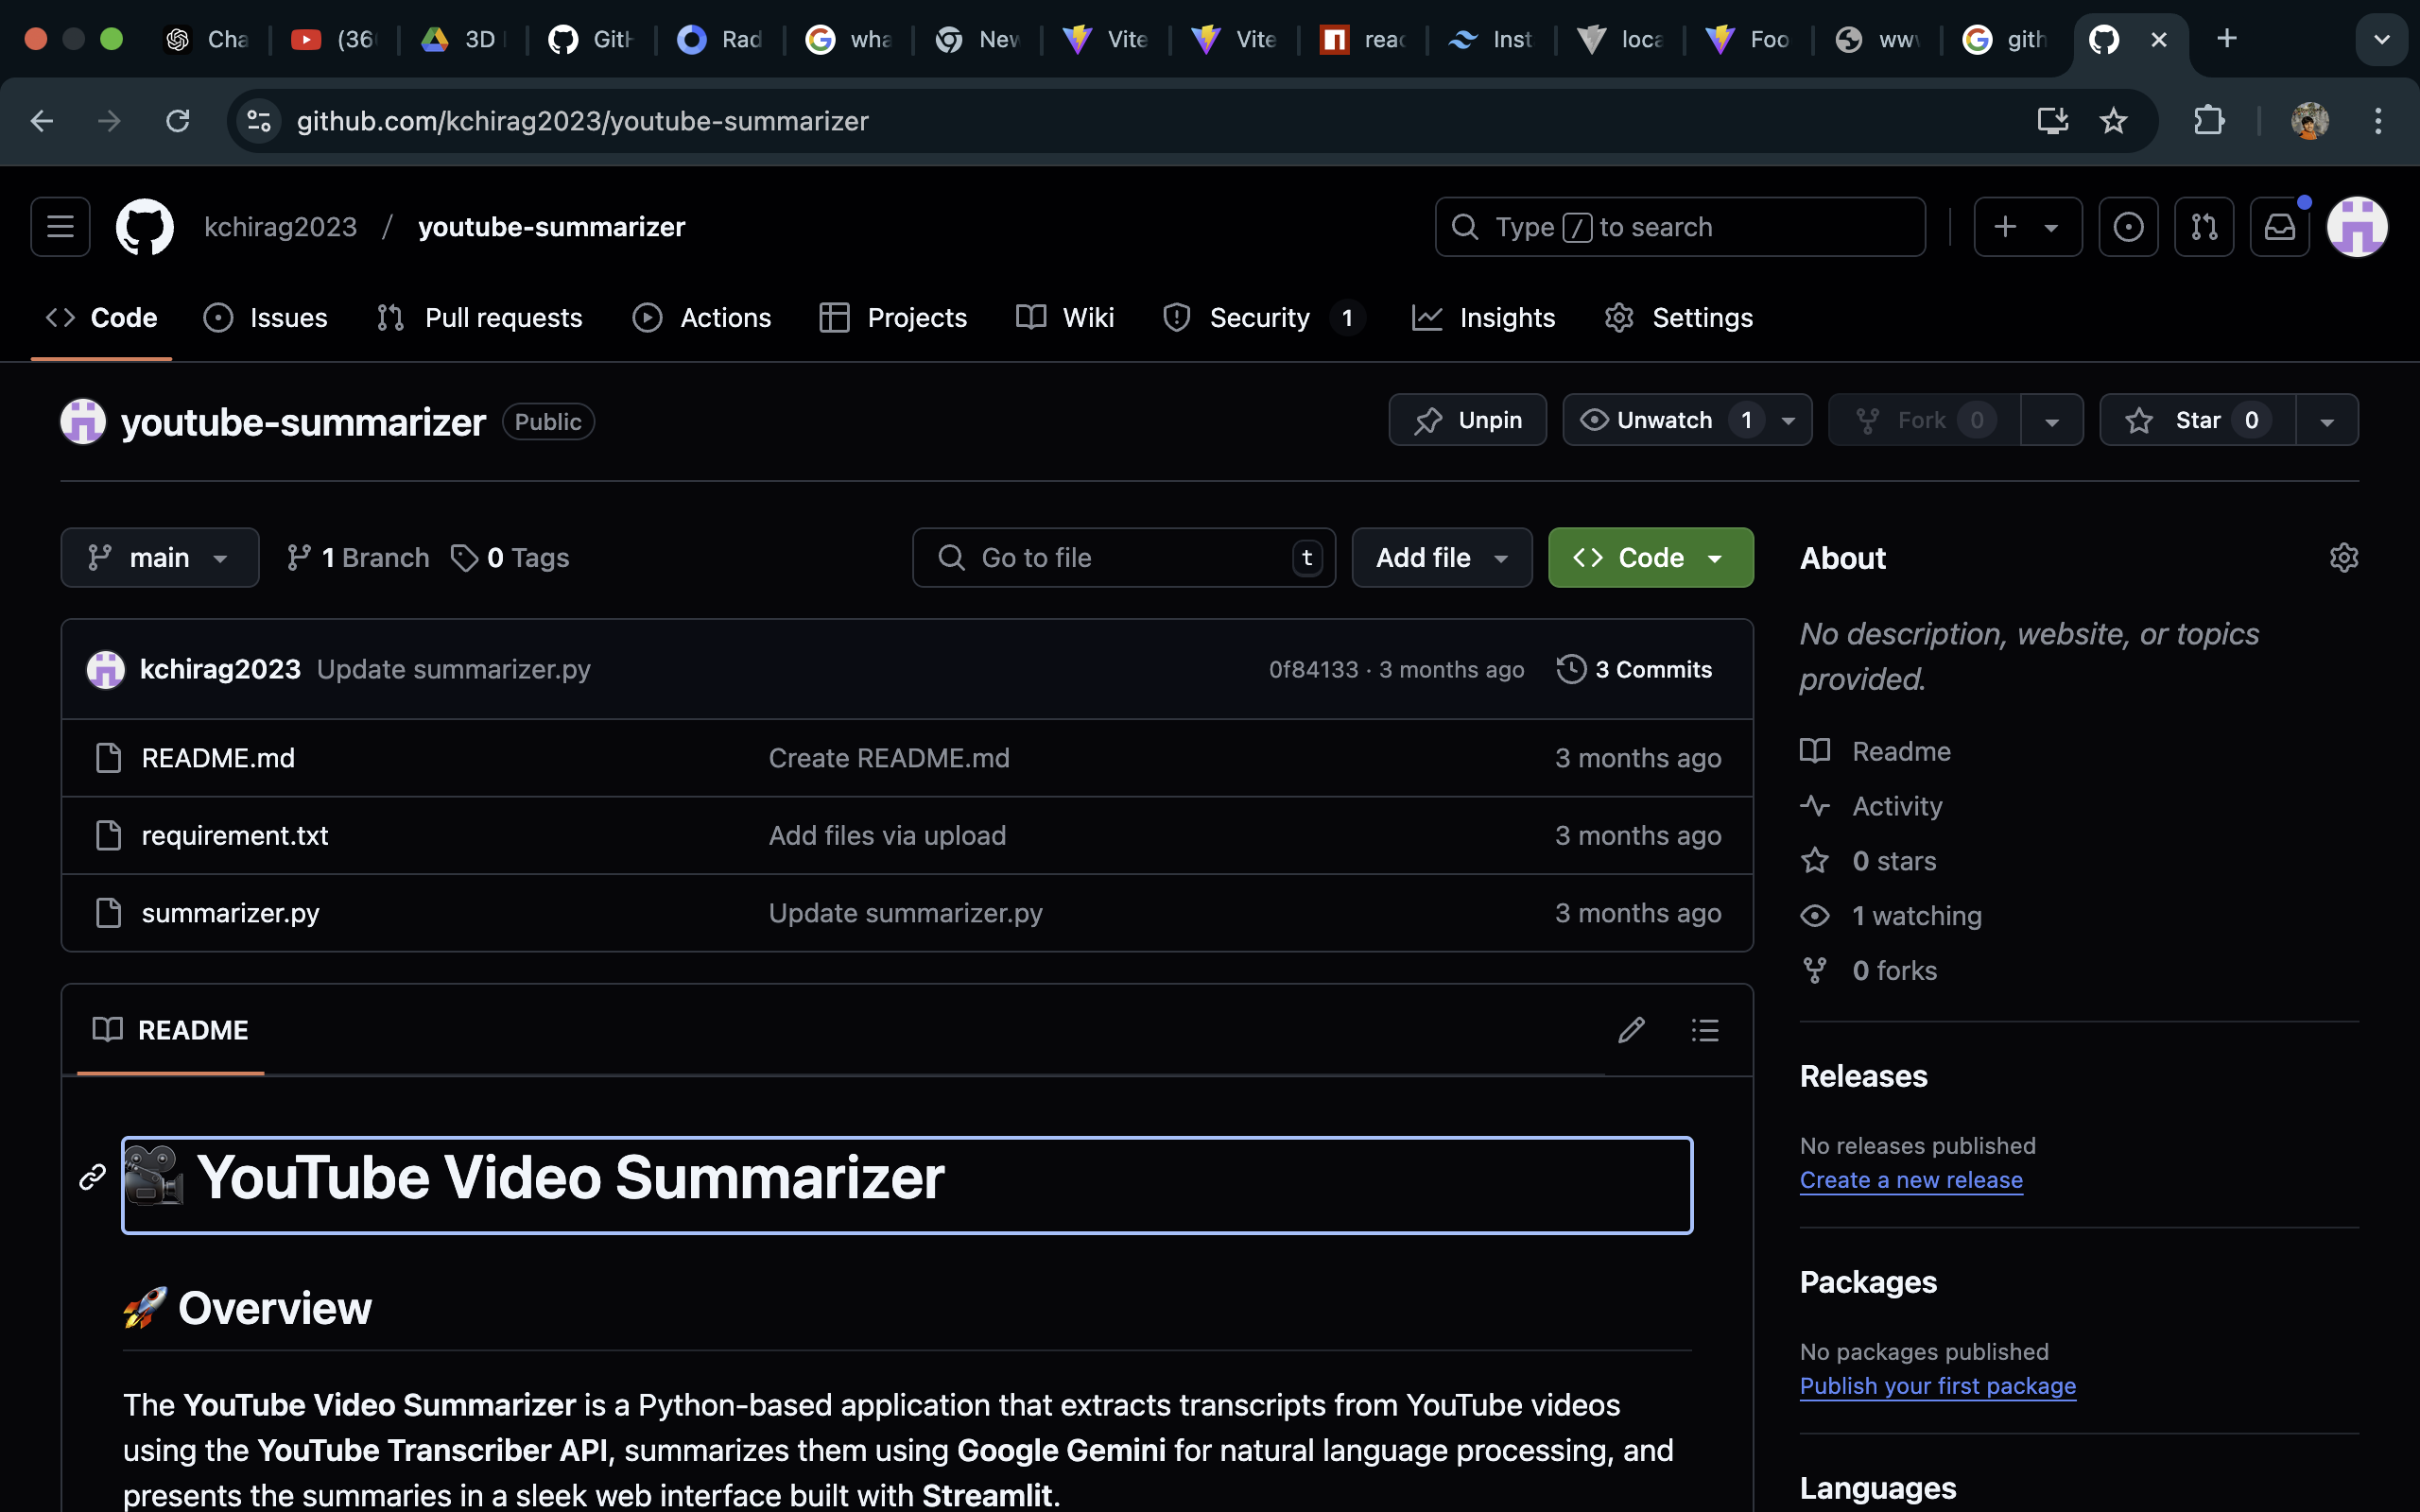 Cha
(36
3D
GitH
Rad
wha
New
Vite
Vite
reac
Inst
loca
Foo
www
gith
github.com/kchirag2023/youtube-summarizer
kchirag2023 / youtube-summarizer
Type / to search
Code
Issues
Pull requests
Actions
Projects
Wiki
Security 1
Insights
Settings
youtube-summarizer Public
Unpin
Unwatch 1
Fork 0
Star 0
main
1 Branch
0 Tags
Go to file t
Add file
Code
kchirag2023 Update summarizer.py 0f84133 · 3 months ago 3 Commits
README.md Create README.md 3 months ago
requirement.txt Add files via upload 3 months ago
summarizer.py Update summarizer.py 3 months ago
README
YouTube Video Summarizer
Overview
The YouTube Video Summarizer is a Python-based application that extracts transcripts from YouTube videos
using the YouTube Transcriber API, summarizes them using Google Gemini for natural language processing, and
presents the summaries in a sleek web interface built with Streamlit.
About
No description, website, or topics
provided.
Readme
Activity
0 stars
1 watching
0 forks
Releases
No releases published
Create a new release
Packages
No packages published
Publish your first package
Languages